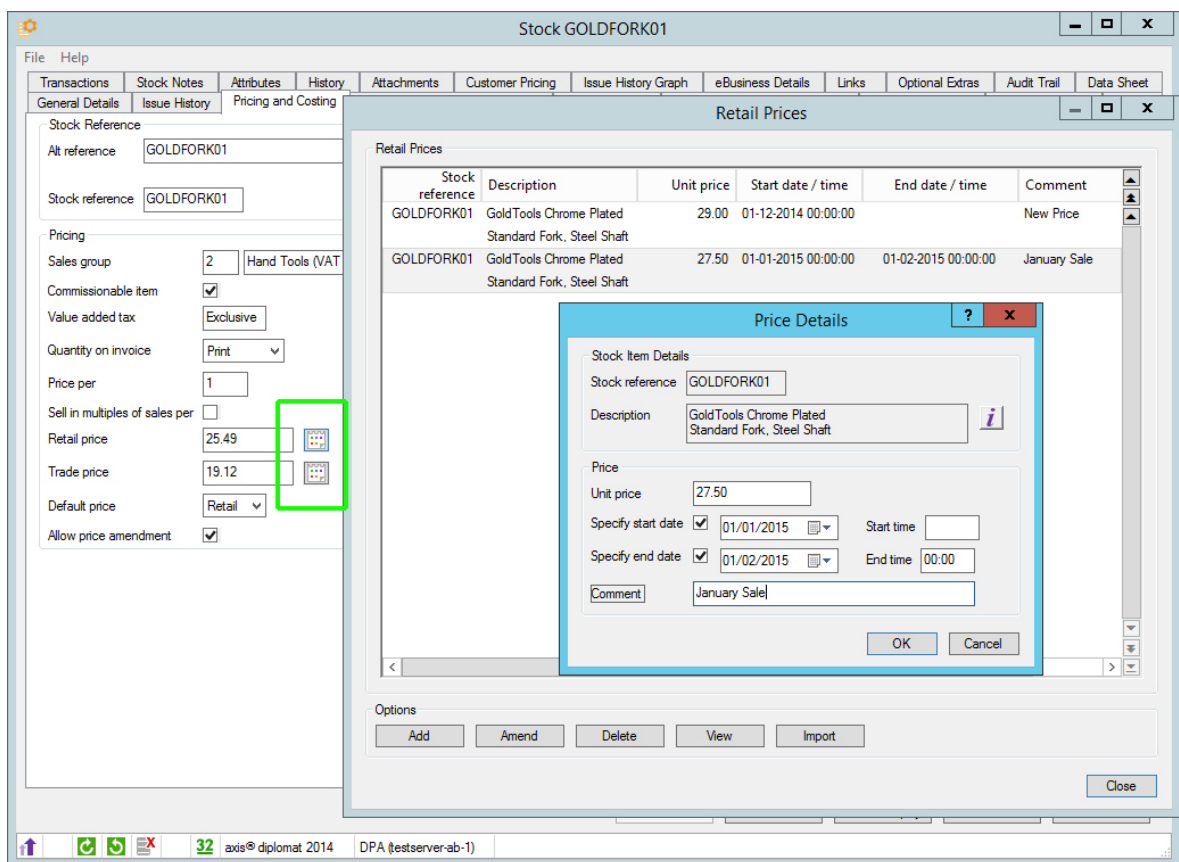 Stock GOLDFORK01
File Help
Transactions Stock Notes Attributes History Attachments Customer Pricing Issue History Graph eBusiness Details Links Optional Extras Audit Trail Data Sheet
General Details Issue History Pricing and Costing
Stock Reference
Alt reference GOLDFORK01
Stock reference GOLDFORK01
Pricing
Sales group 2 Hand Tools (VAT
Commissionable item
Value added tax Exclusive
Quantity on invoice Print
Price per 1
Sell in multiples of sales per
Retail price 25.49
Trade price 19.12
Default price Retail
Allow price amendment
Retail Prices
Retail Prices
Stock reference Description Unit price Start date / time End date / time Comment
GOLDFORK01 GoldTools Chrome Plated 29.00 01-12-2014 00:00:00 New Price
Standard Fork, Steel Shaft
GOLDFORK01 GoldTools Chrome Plated 27.50 01-01-2015 00:00:00 01-02-2015 00:00:00 January Sale
Standard Fork, Steel Shaft
Price Details
Stock Item Details
Stock reference GOLDFORK01
Description GoldTools Chrome Plated
Standard Fork, Steel Shaft
Price
Unit price 27.50
Specify start date 01/01/2015 Start time
Specify end date 01/02/2015 End time 00:00
Comment January Sale
OK Cancel
Options
Add Amend Delete View Import
Close
32 axis® diplomat 2014 DPA (testserver-ab-1)